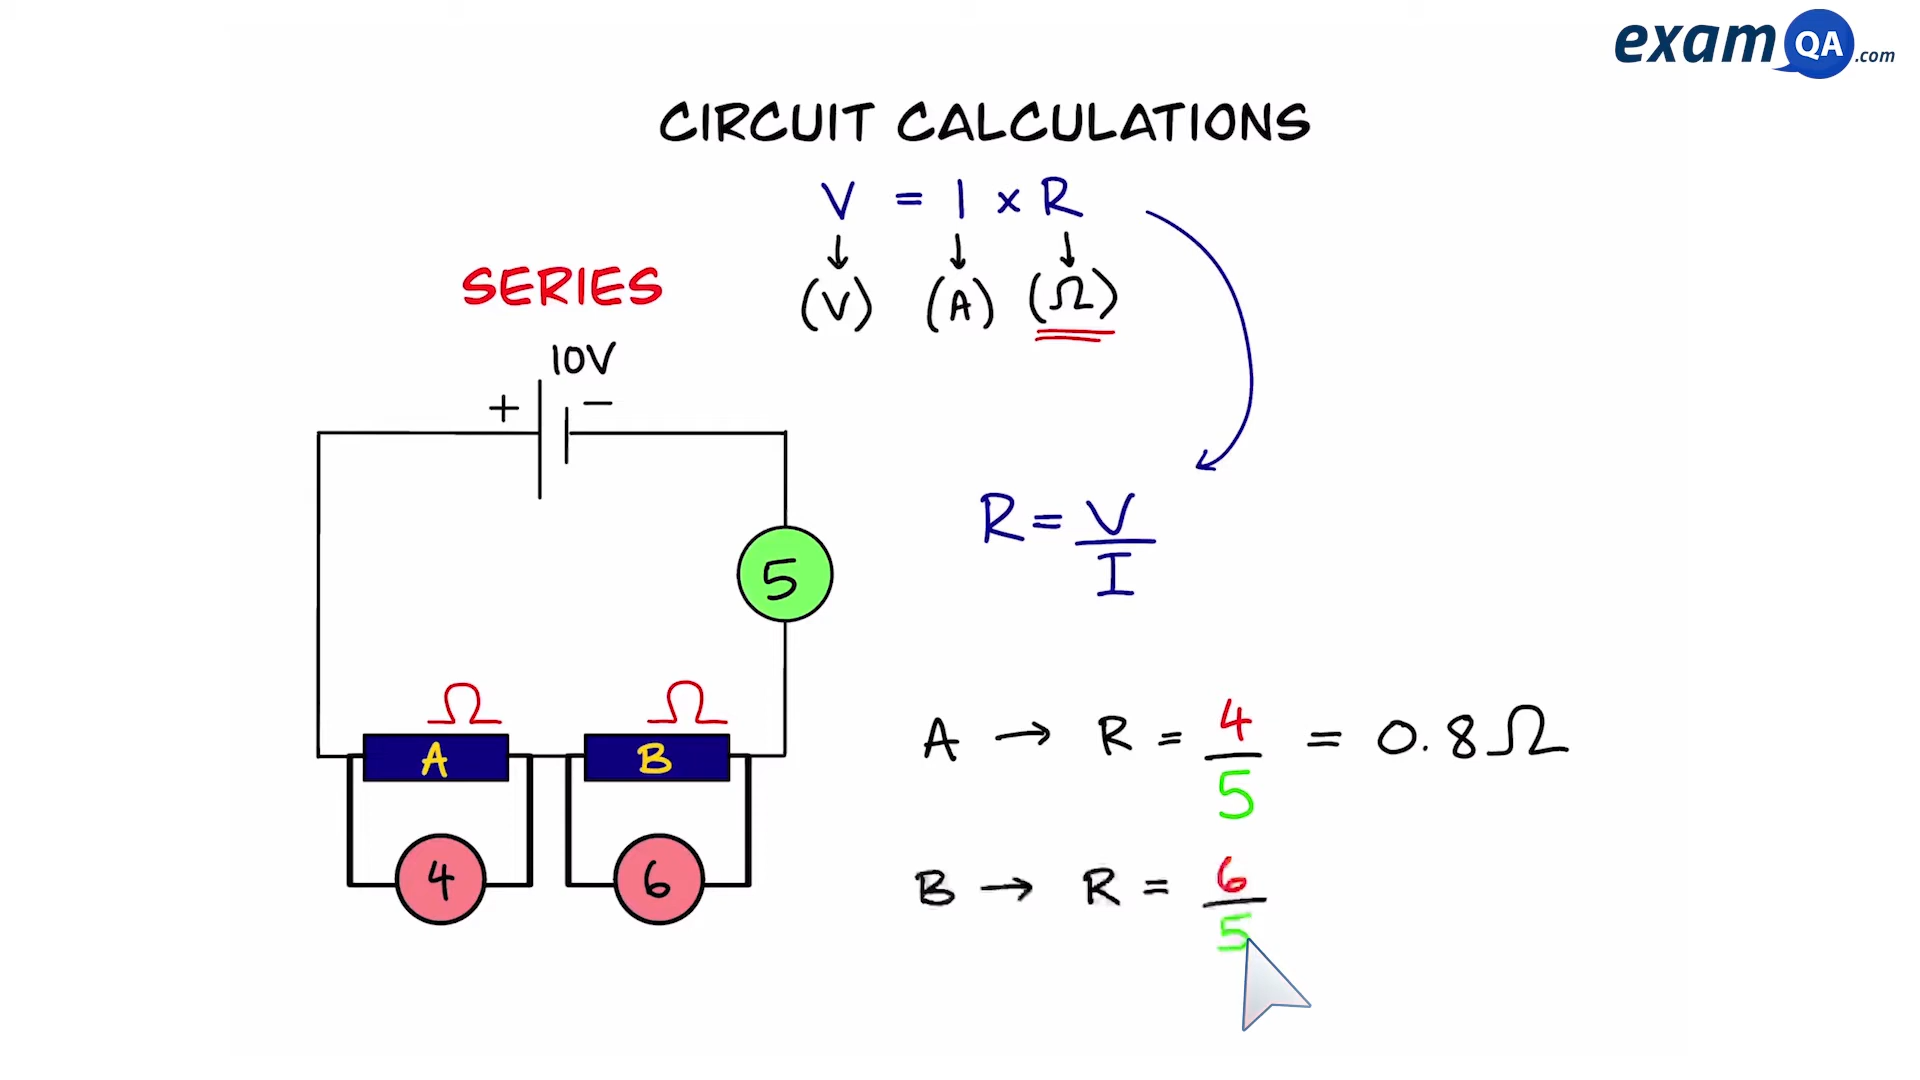 examQA.com
CIRCUIT CALCULATIONS
V = I x R
(V) (A) (Ω)
SERIES
10V
+ −
R = V/I
5
Ω Ω
A B
4 6
A → R = 4/5 = 0.8Ω
B → R = 6/5